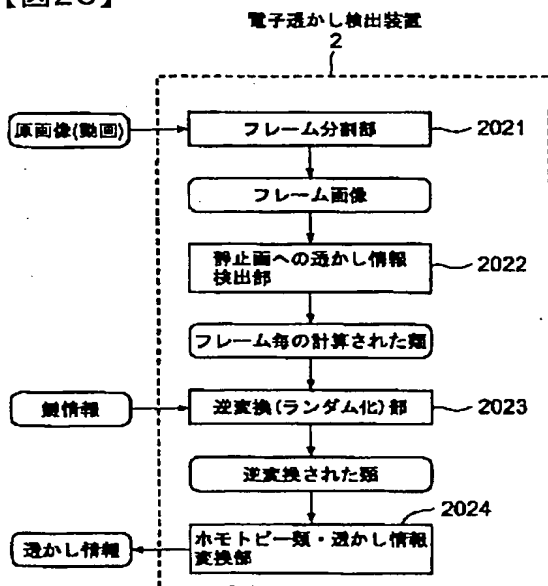 電子透かし検出装置
2
原画像(動画)
フレーム分割部
2021
フレーム画像
静止画への透かし情報
検出部
2022
フレーム毎の計算された類
鍵情報
逆変換(ランダム化)部
2023
逆変換された類
2024
透かし情報
ホモトピー類・透かし情報
変換部